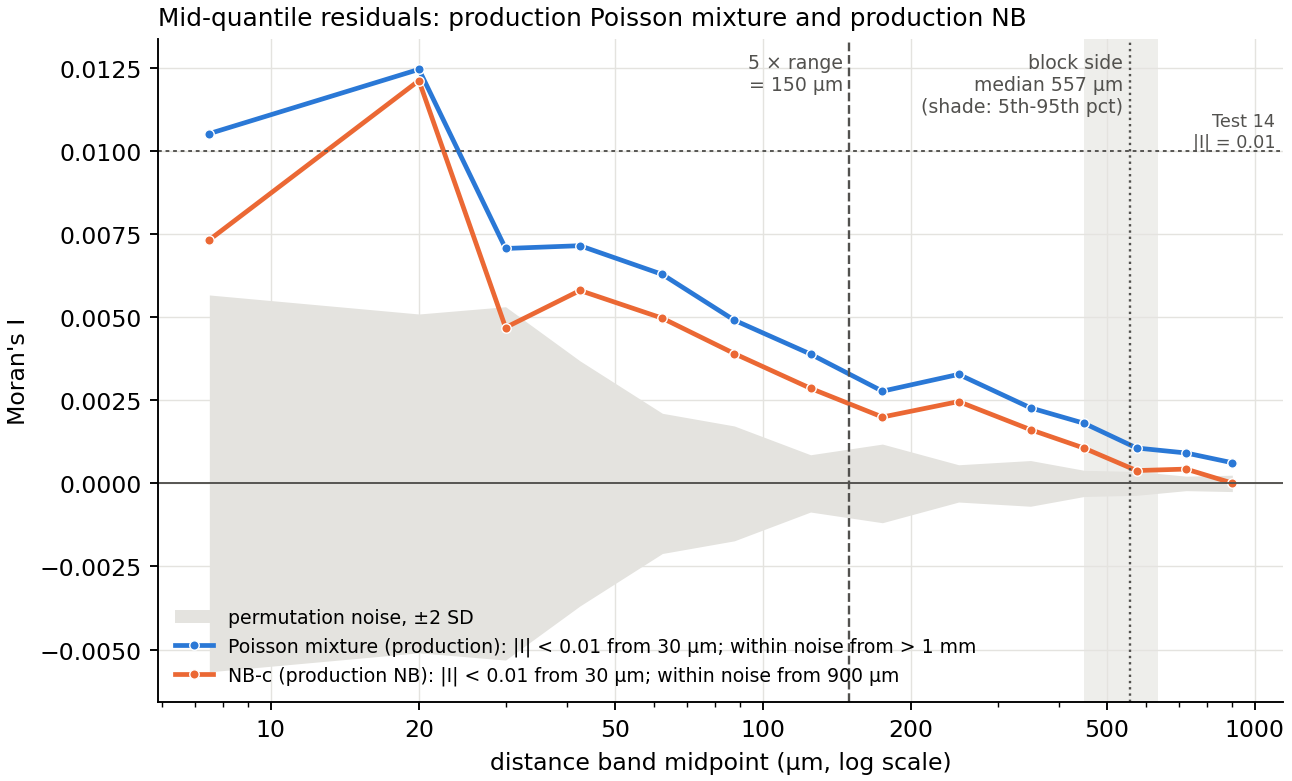 Mid-quantile residuals: production Poisson mixture and production NB
Moran's I
0.0125
0.0100
0.0075
0.0050
0.0025
0.0000
−0.0025
−0.0050
5 × range
= 150 µm
block side
median 557 µm
(shade: 5th-95th pct)
Test 14
|I| = 0.01
permutation noise, ±2 SD
Poisson mixture (production): |I| < 0.01 from 30 µm; within noise from > 1 mm
NB-c (production NB): |I| < 0.01 from 30 µm; within noise from 900 µm
10
20
50
100
200
500
1000
distance band midpoint (µm, log scale)